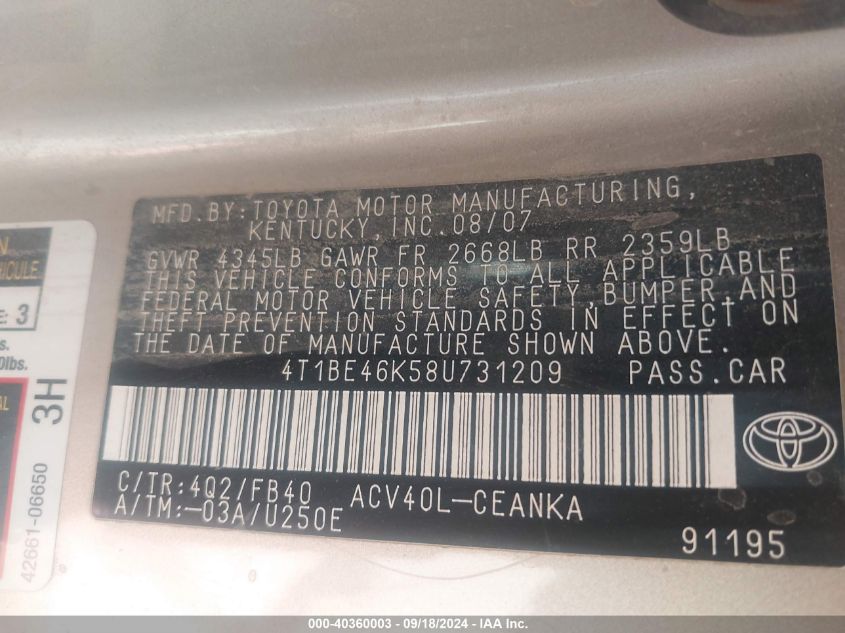 MFD.BY:TOYOTA MOTOR MANUFACTURING,
KENTUCKY,INC.08/07
GVWR 4345LB GAWR FR 2668LB RR 2359LB
THIS VEHICLE CONFORMS TO ALL APPLICABLE
FEDERAL MOTOR VEHICLE SAFETY,BUMPER,AND
THEFT PREVENTION STANDARDS IN EFFECT ON
THE DATE OF MANUFACTURE SHOWN ABOVE.
4T1BE46K58U731209 PASS.CAR
C/TR:4Q2/FB40 ACV40L-CEANKA
A/TM:-03A/U250E
91195
: 3
3H
42661-06650
000-40360003 - 09/18/2024 - IAA Inc.